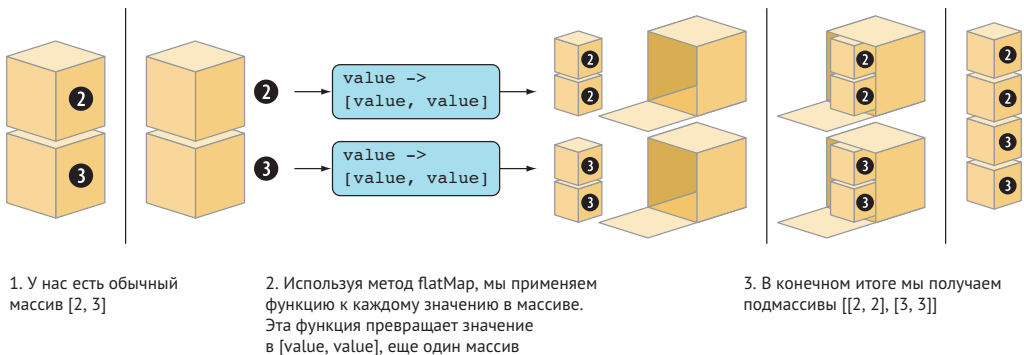 2
3
2
3
value ->
[value, value]
value ->
[value, value]
2
2
3
3
2
2
3
3
2
2
3
3
1. У нас есть обычный
массив [2, 3]
2. Используя метод flatMap, мы применяем
функцию к каждому значению в массиве.
Эта функция превращает значение
в [value, value], еще один массив
3. В конечном итоге мы получаем
подмассивы [[2, 2], [3, 3]]